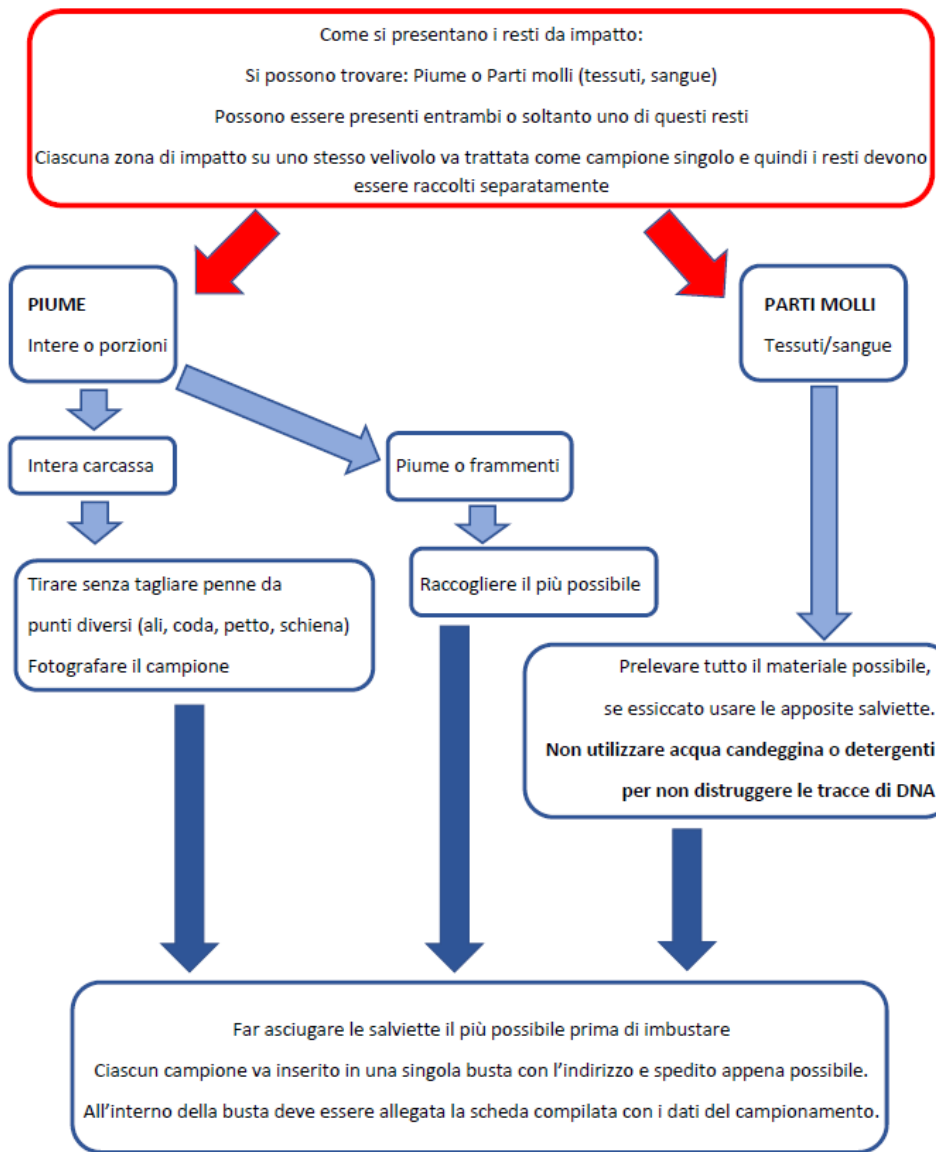 Come si presentano i resti da impatto:
Si possono trovare: Piume o Parti molli (tessuti, sangue)
Possono essere presenti entrambi o soltanto uno di questi resti
Ciascuna zona di impatto su uno stesso velivolo va trattata come campione singolo e quindi i resti devono
essere raccolti separatamente
PIUME
Intere o porzioni
PARTI MOLLI
Tessuti/sangue
Intera carcassa
Piume o frammenti
Tirare senza tagliare penne da
punti diversi (ali, coda, petto, schiena)
Fotografare il campione
Raccogliere il più possibile
Prelevare tutto il materiale possibile,
se essiccato usare le apposite salviette.
Non utilizzare acqua candeggina o detergenti
per non distruggere le tracce di DNA
Far asciugare le salviette il più possibile prima di imbustare
Ciascun campione va inserito in una singola busta con l'indirizzo e spedito appena possibile.
All'interno della busta deve essere allegata la scheda compilata con i dati del campionamento.